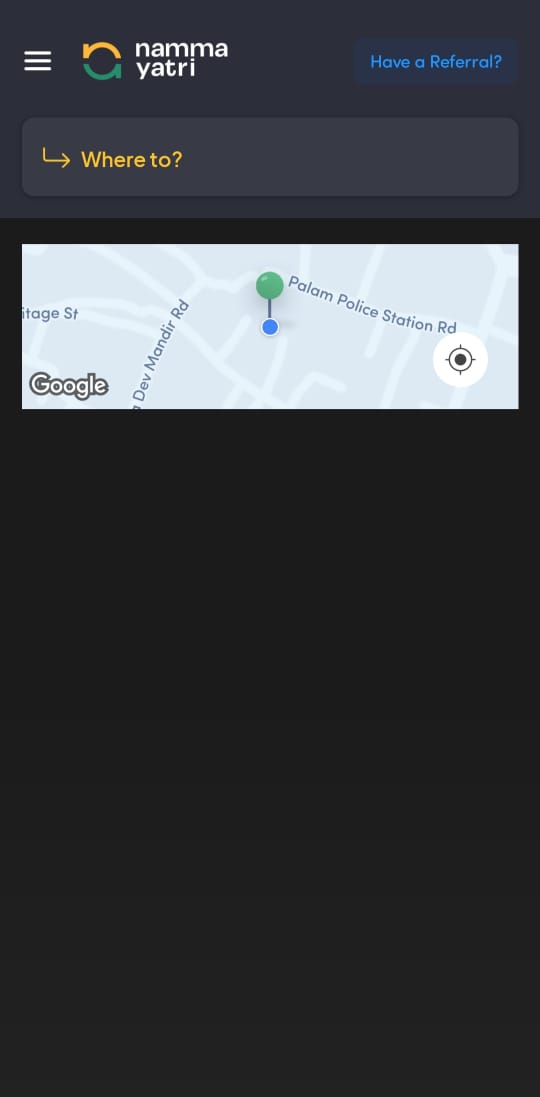 namma
yatri
Have a Referral?
Where to?
Palam Police Station Rd
itage St
Dev Mandir Rd
Google